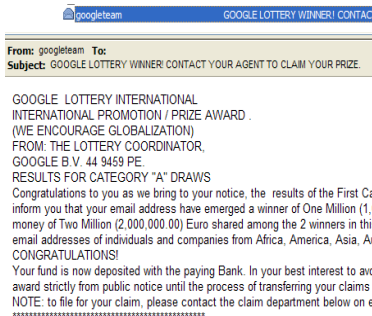 googleteam GOOGLE LOTTERY WINNER! CONTAC
From: googleteam To:
Subject: GOOGLE LOTTERY WINNER! CONTACT YOUR AGENT TO CLAIM YOUR PRIZE.
GOOGLE LOTTERY INTERNATIONAL
INTERNATIONAL PROMOTION / PRIZE AWARD .
(WE ENCOURAGE GLOBALIZATION)
FROM: THE LOTTERY COORDINATOR,
GOOGLE B.V. 44 9459 PE.
RESULTS FOR CATEGORY "A" DRAWS
Congratulations to you as we bring to your notice, the results of the First Ca
inform you that your email address have emerged a winner of One Million (1,
money of Two Million (2,000,000.00) Euro shared among the 2 winners in thi
email addresses of individuals and companies from Africa, America, Asia, A
CONGRATULATIONS!
Your fund is now deposited with the paying Bank. In your best interest to avo
award strictly from public notice until the process of transferring your claims
NOTE: to file for your claim, please contact the claim department below on e
**********************************************